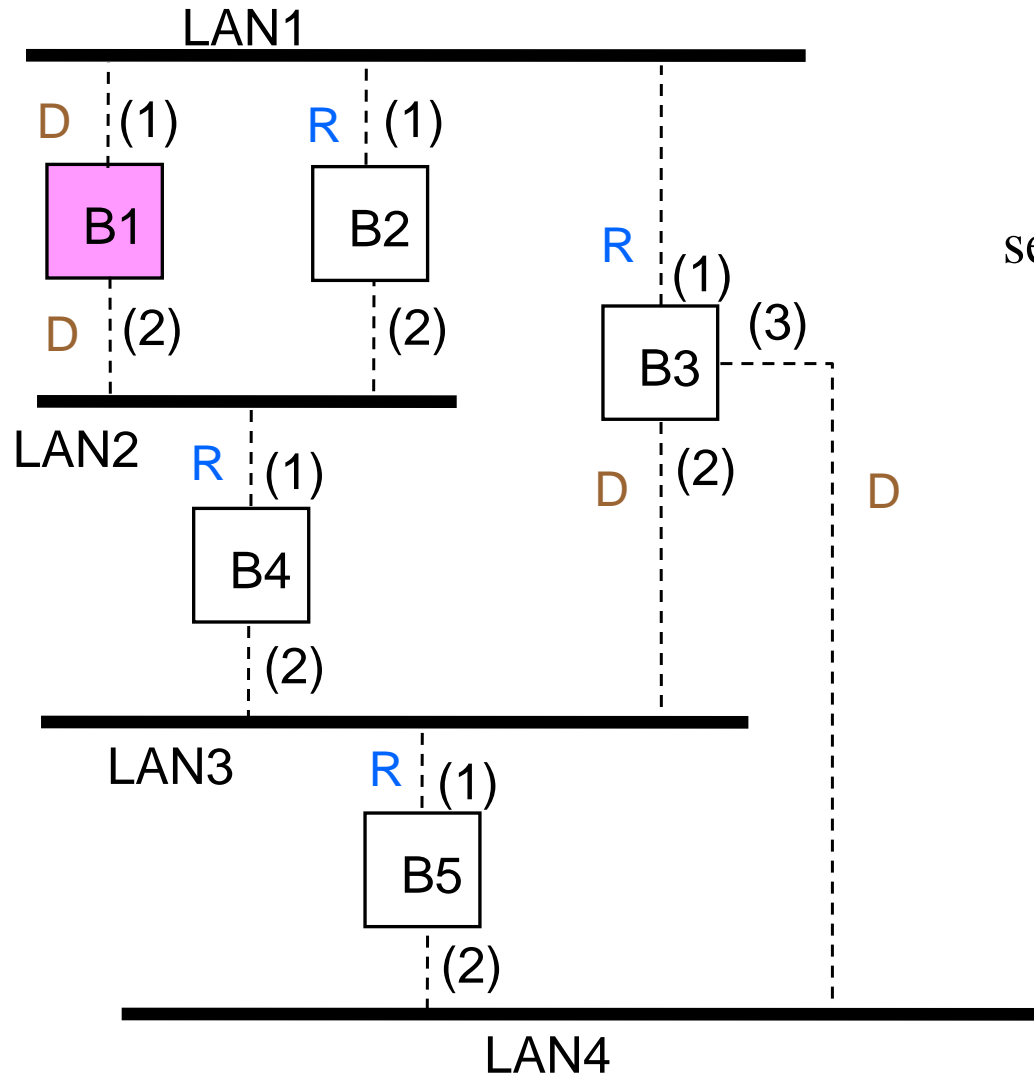 LAN1
D (1) R (1)
B1 B2
R (1)
(3)
se
D (2) (2)
B3
LAN2
R (1) D (2) D
B4
(2)
LAN3
R (1)
B5
(2)
LAN4